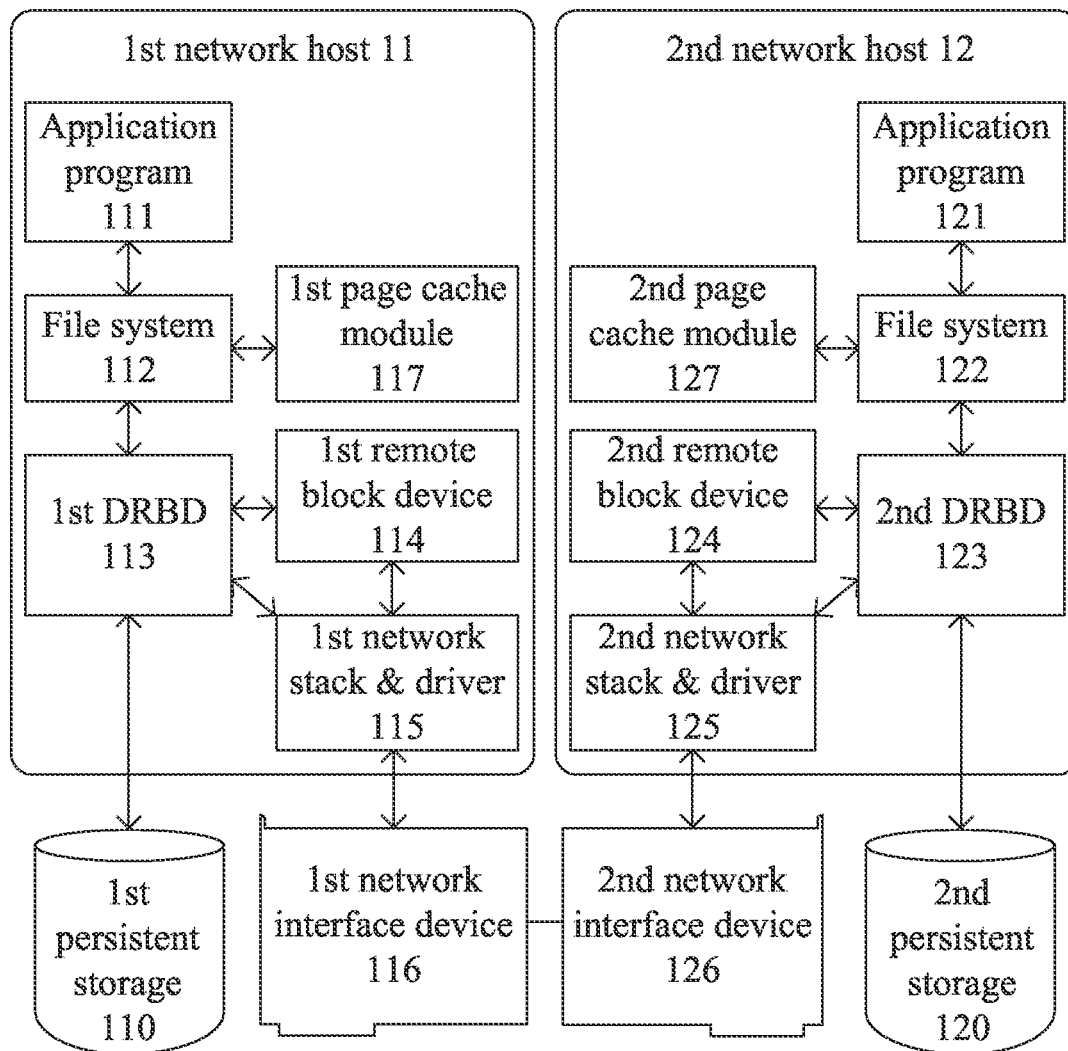 1st network host 11
Application
program
111
File system
112
1st page cache
module
117
1st DRBD
113
1st remote
block device
114
1st network
stack & driver
115
1st
persistent
storage
110
1st network
interface device
116
2nd network host 12
Application
program
121
2nd page
cache module
127
File system
122
2nd remote
block device
124
2nd DRBD
123
2nd network
stack & driver
125
2nd network
interface device
126
2nd
persistent
storage
120